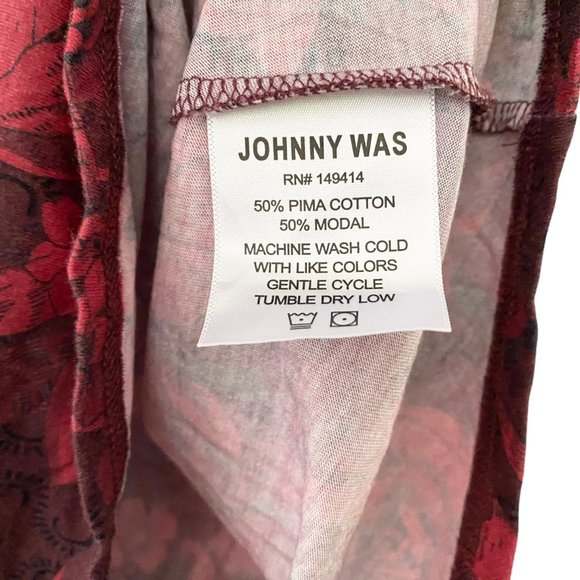 JOHNNY WAS
RN# 149414
50% PIMA COTTON
50% MODAL
MACHINE WASH COLD
WITH LIKE COLORS
GENTLE CYCLE
TUMBLE DRY LOW